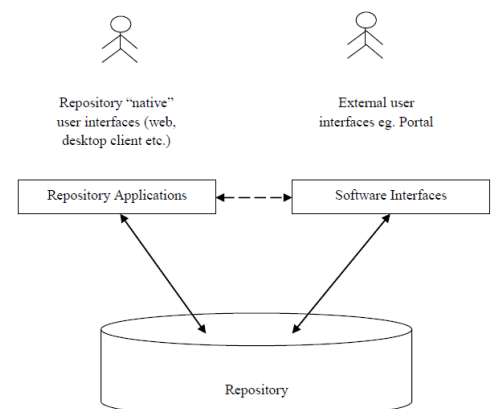 Repository “native”
user interfaces (web,
desktop client etc.)
External user
interfaces eg. Portal
Repository Applications
Software Interfaces
Repository